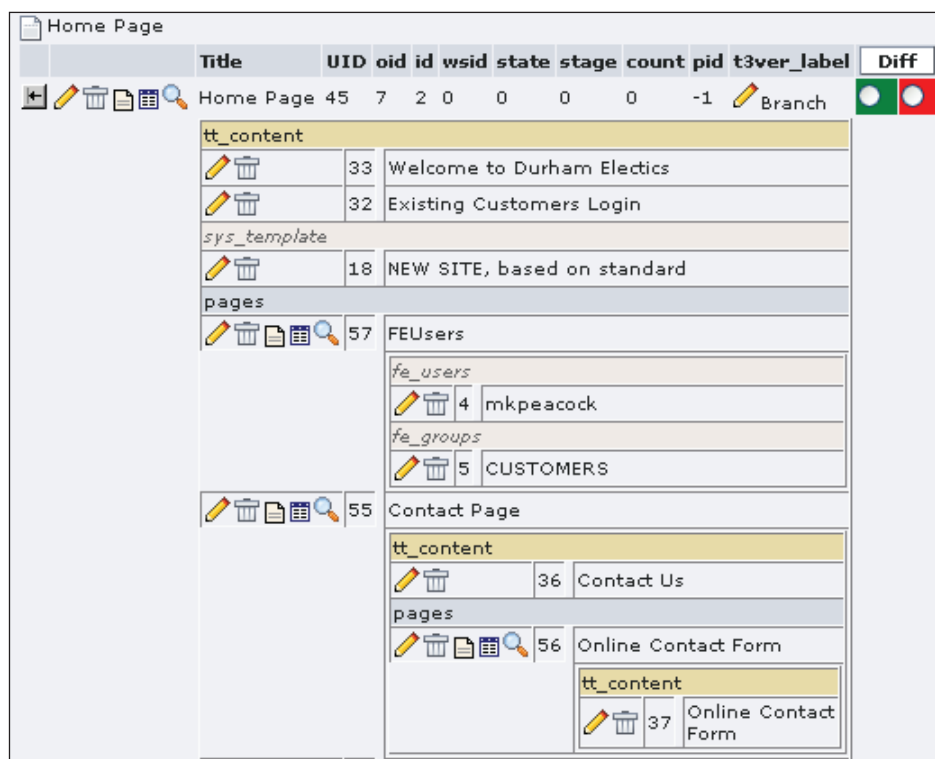 Home Page
Title UID oid id wsid state stage count pid t3ver_label Diff
Home Page 45 7 2 0 0 0 0 -1 Branch
tt_content
33 Welcome to Durham Electics
32 Existing Customers Login
sys_template
18 NEW SITE, based on standard
pages
57 FEUsers
fe_users
4 mkpeacock
fe_groups
5 CUSTOMERS
55 Contact Page
tt_content
36 Contact Us
pages
56 Online Contact Form
tt_content
37 Online Contact
Form